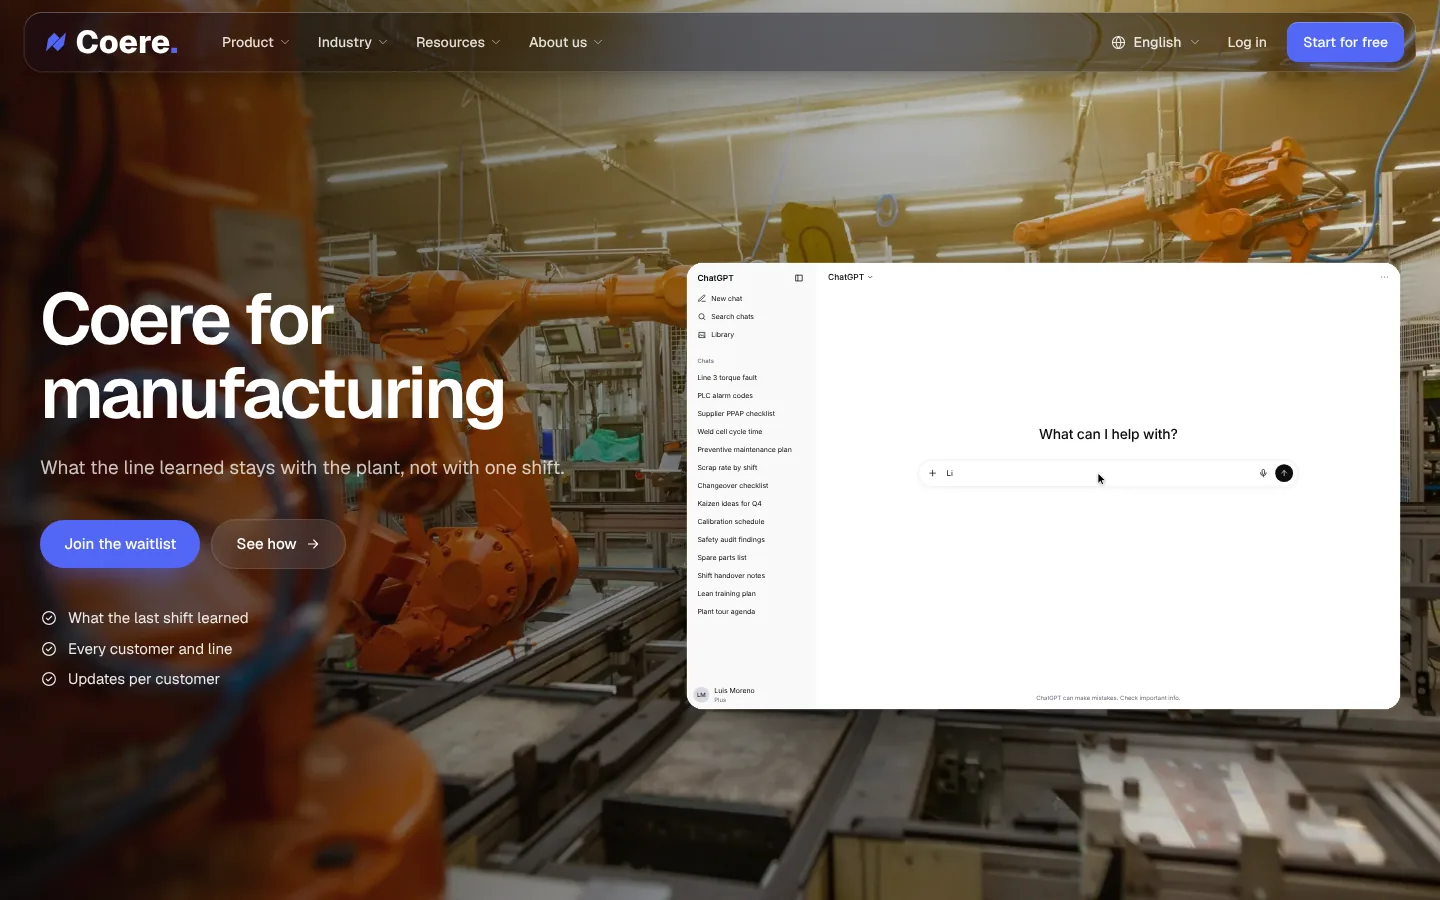 Coere.
Product
Industry
Resources
About us
English
Log in
Start for free
Coere for
manufacturing
What the line learned stays with the plant, not with one shift.
Join the waitlist
See how
What the last shift learned
Every customer and line
Updates per customer
ChatGPT
New chat
Search chats
Library
Chats
Line 3 torque fault
PLC alarm codes
Supplier PPAP checklist
Weld cell cycle time
Preventive maintenance plan
Scrap rate by shift
Changeover checklist
Kaizen ideas for Q4
Calibration schedule
Safety audit findings
Spare parts list
Shift handover notes
Lean training plan
Plant tour agenda
LM
Luis Moreno
Plus
ChatGPT
What can I help with?
Li
ChatGPT can make mistakes. Check important info.